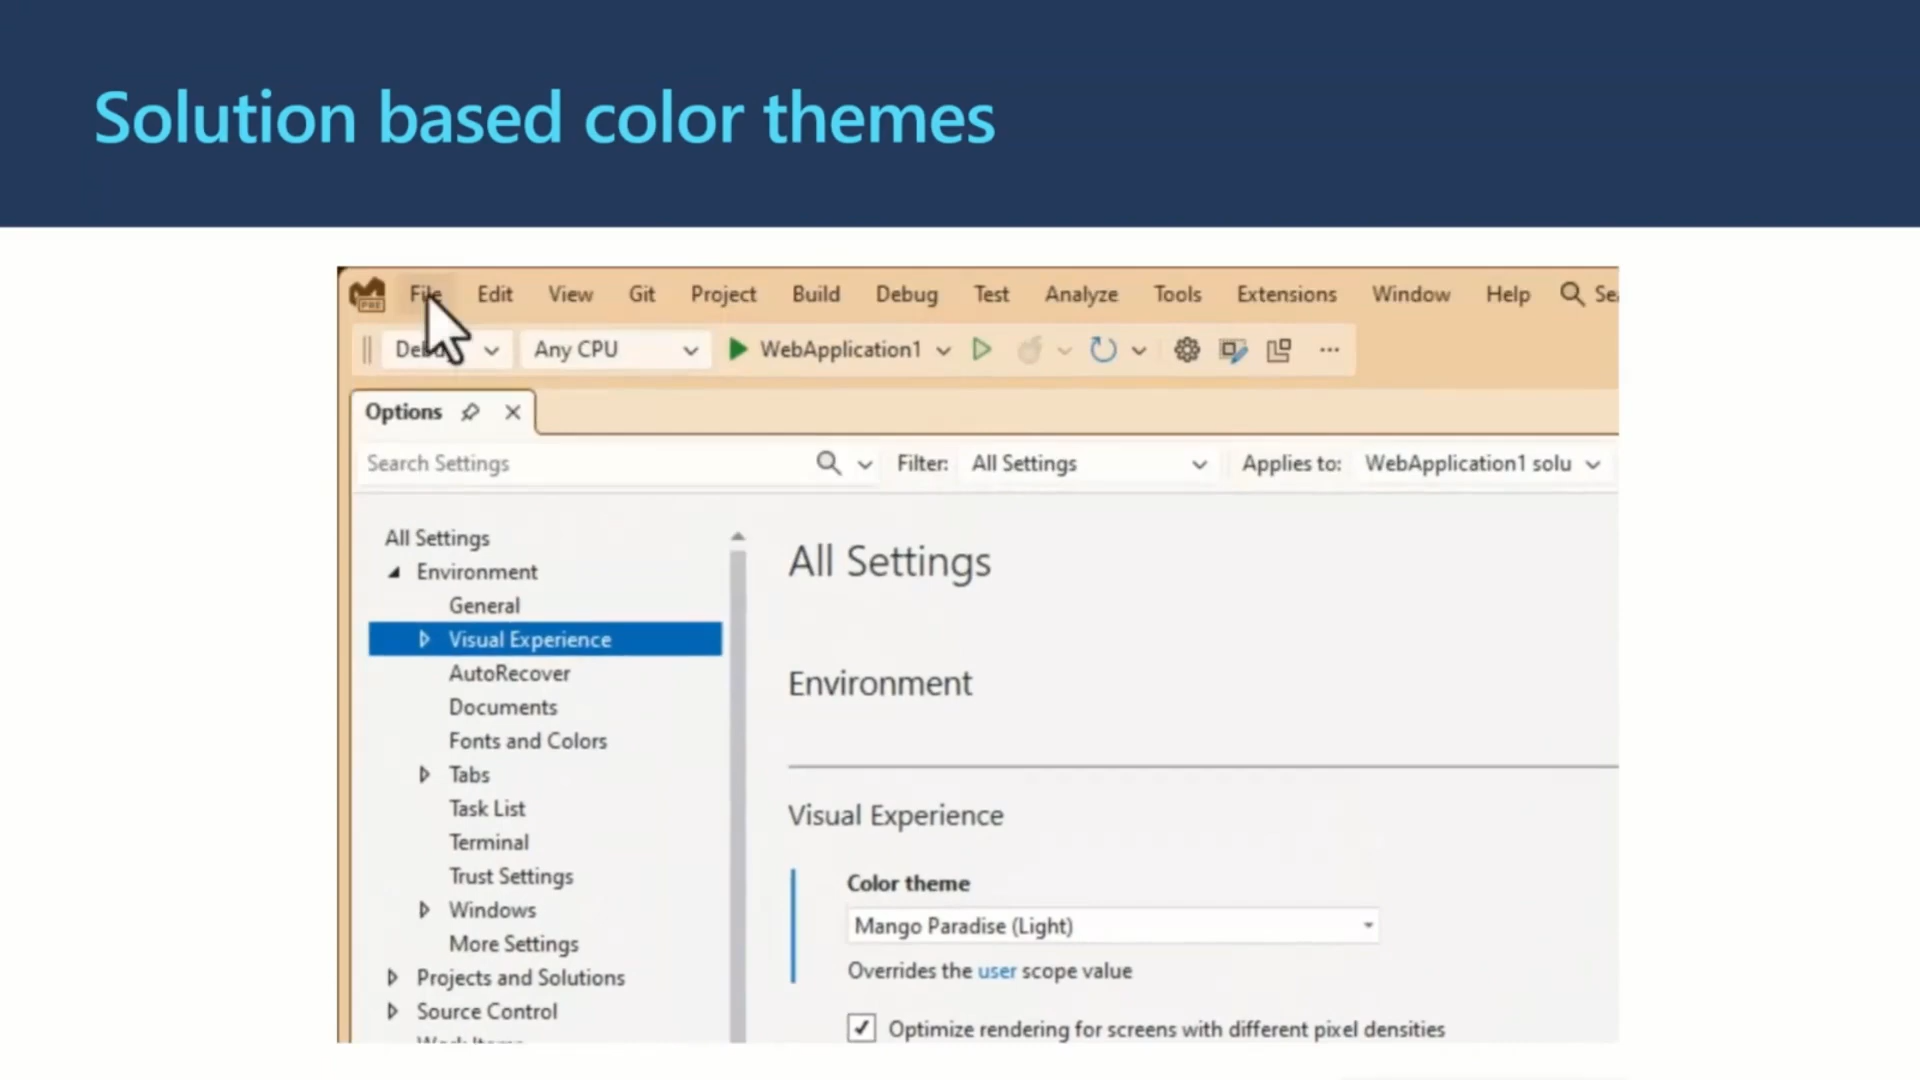 Solution based color themes
PRE
File Edit View Git Project Build Debug Test Analyze Tools Extensions Window Help
Any CPU WebApplication1 ...
Options
Search Settings Filter: All Settings Applies to: WebApplication1 solu
All Settings
Environment
General
Visual Experience
AutoRecover
Documents
Fonts and Colors
Tabs
Task List
Terminal
Trust Settings
Windows
More Settings
Projects and Solutions
Source Control
All Settings
Environment
Visual Experience
Color theme
Mango Paradise (Light)
Overrides the user scope value
Optimize rendering for screens with different pixel densities